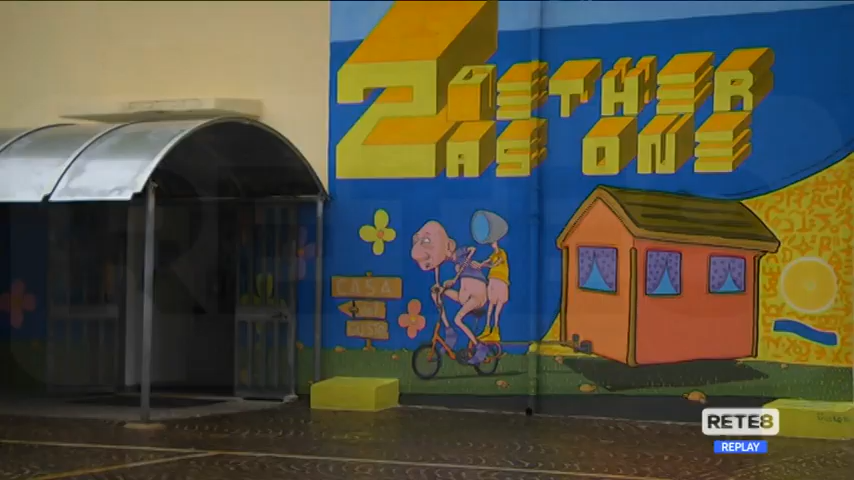 2GETHER
AS ONE
CASA
RETE8
REPLAY